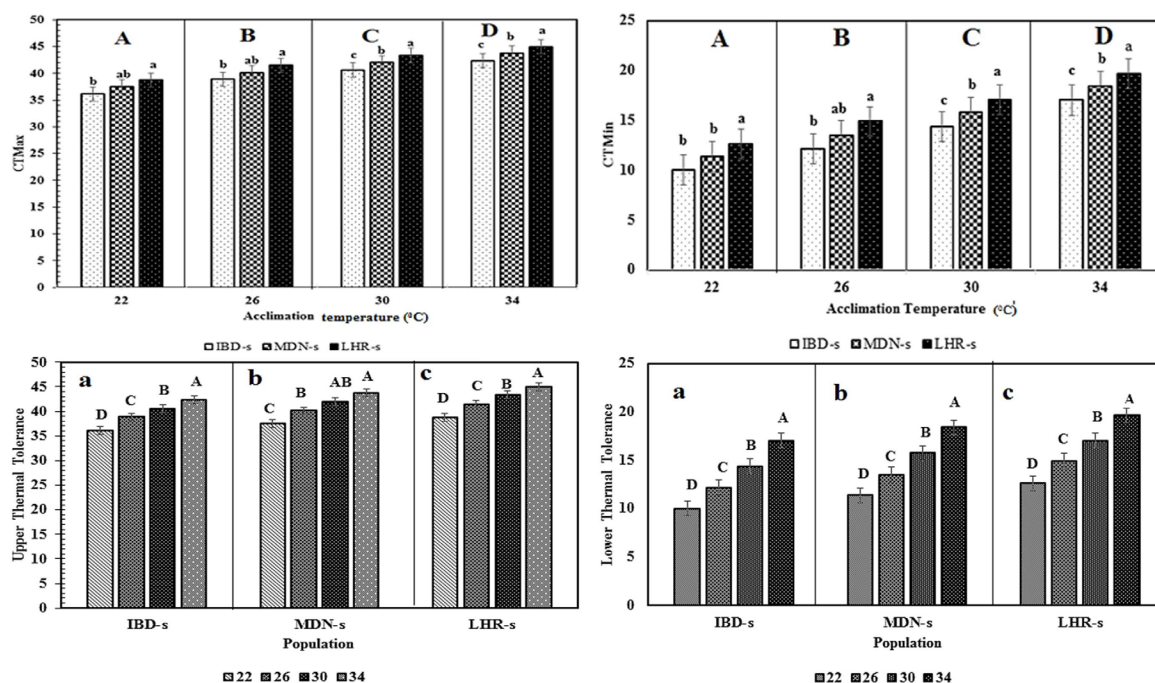 50
45
40
35
30
25
20
15
10
5
0
CTMax
A
B
C
D
b ab a
b ab a
c b a
c b a
22 26 30 34
Acclimation temperature (°C)
IBD-s MDN-s LHR-s
25
20
15
10
5
0
CTMin
A
B
C
D
b b a
b ab a
c b a
c b a
22 26 30 34
Acclimation Temperature (°C)
IBD-s MDN-s LHR-s
50
45
40
35
30
25
20
15
10
5
0
Upper Thermal Tolerance
a
b
c
D C B A
C B AB A
D C B A
IBD-s MDN-s LHR-s
Population
22 26 30 34
25
20
15
10
5
0
Lower Thermal Tolerance
a
b
c
D C B A
D C B A
D C B A
IBD-s MDN-s LHR-s
Population
22 26 30 34